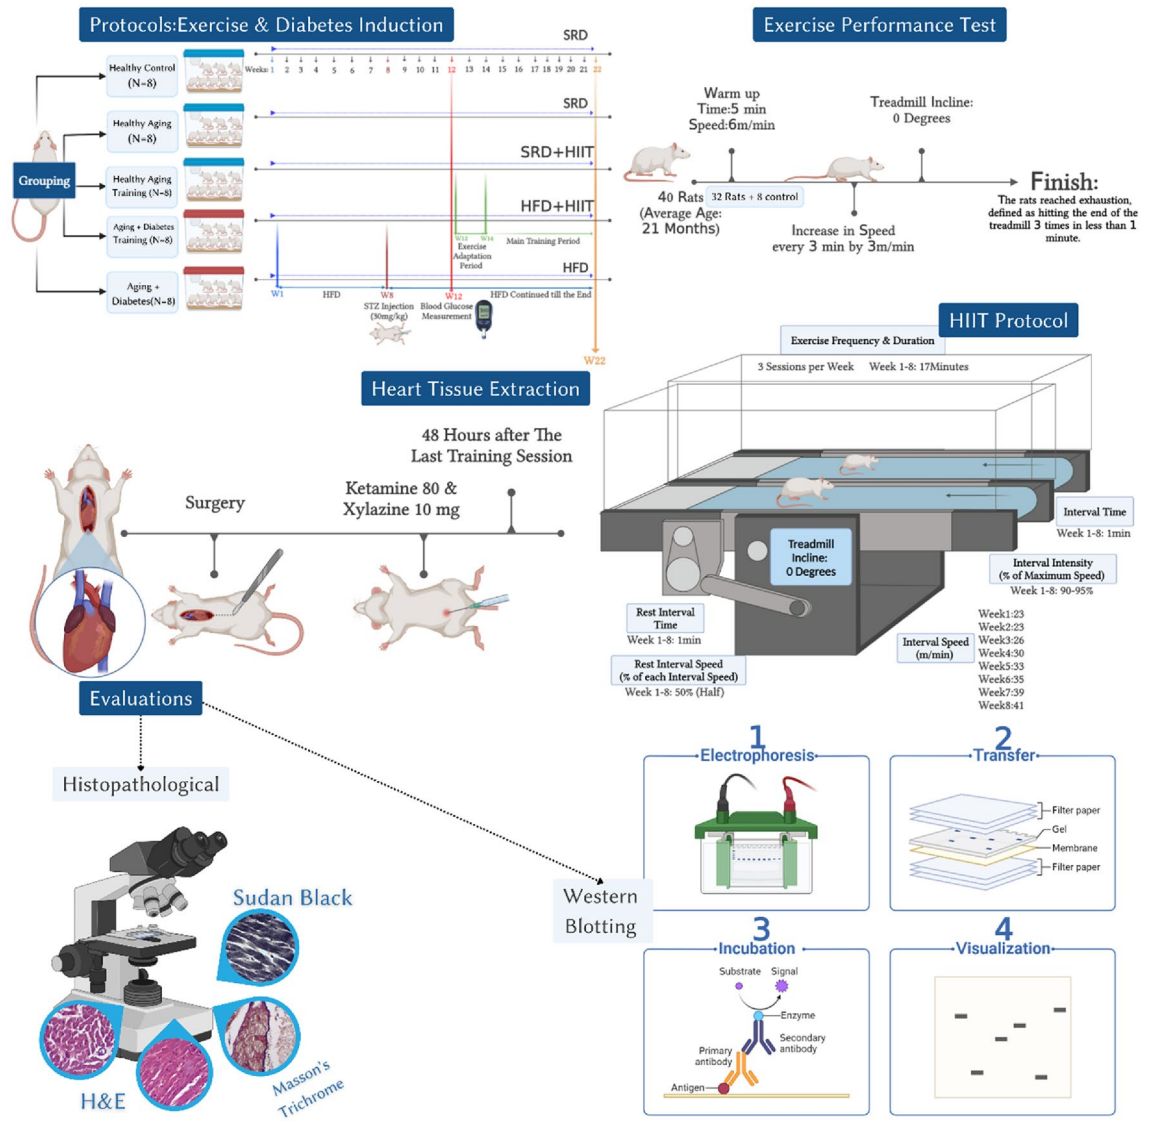 Protocols:Exercise & Diabetes Induction
Healthy Control
(N=8)
Healthy Aging
(N=8)
Grouping
Healthy Aging
Training (N=8)
Aging + Diabetes
Training (N=8)
Aging +
Diabetes(N=8)
SRD
Weeks:
1 2 3 4 5 6 7 8 9 10 11 12 13 14 15 16 17 18 19 20 21 22
SRD
SRD+HIIT
HFD+HIIT
W12 W14
Main Training Period
Exercise
Adaptation
Period
HFD
W1
HFD
W8
W12
HFD Continued till the End
STZ Injection
(30mg/kg)
Blood Glucose
Measurement
W22
Exercise Performance Test
Warm up
Time:5 min
Speed:6m/min
Treadmill Incline:
0 Degrees
40 Rats
(Average Age:
21 Months)
32 Rats + 8 control
Increase in Speed
every 3 min by 3m/min
Finish:
The rats reached exhaustion,
defined as hitting the end of the
treadmill 3 times in less than 1
minute.
HIIT Protocol
Exercise Frequency & Duration
3 Sessions per Week Week 1-8: 17Minutes
Treadmill
Incline:
0 Degrees
Interval Time
Week 1-8: 1min
Interval Intensity
(% of Maximum Speed)
Week 1-8: 90-95%
Rest Interval
Time
Week 1-8: 1min
Rest Interval Speed
(% of each Interval Speed)
Week 1-8: 50% (Half)
Interval Speed
(m/min)
Week1:23
Week2:23
Week3:26
Week4:30
Week5:33
Week6:35
Week7:39
Week8:41
Heart Tissue Extraction
48 Hours after The
Last Training Session
Surgery
Ketamine 80 &
Xylazine 10 mg
Evaluations
Histopathological
Sudan Black
H&E
Masson's
Trichrome
Western
Blotting
1
Electrophoresis
2
Transfer
Filter paper
Gel
Membrane
Filter paper
3
Incubation
Substrate
Signal
Enzyme
Secondary
antibody
Primary
antibody
Antigen
4
Visualization